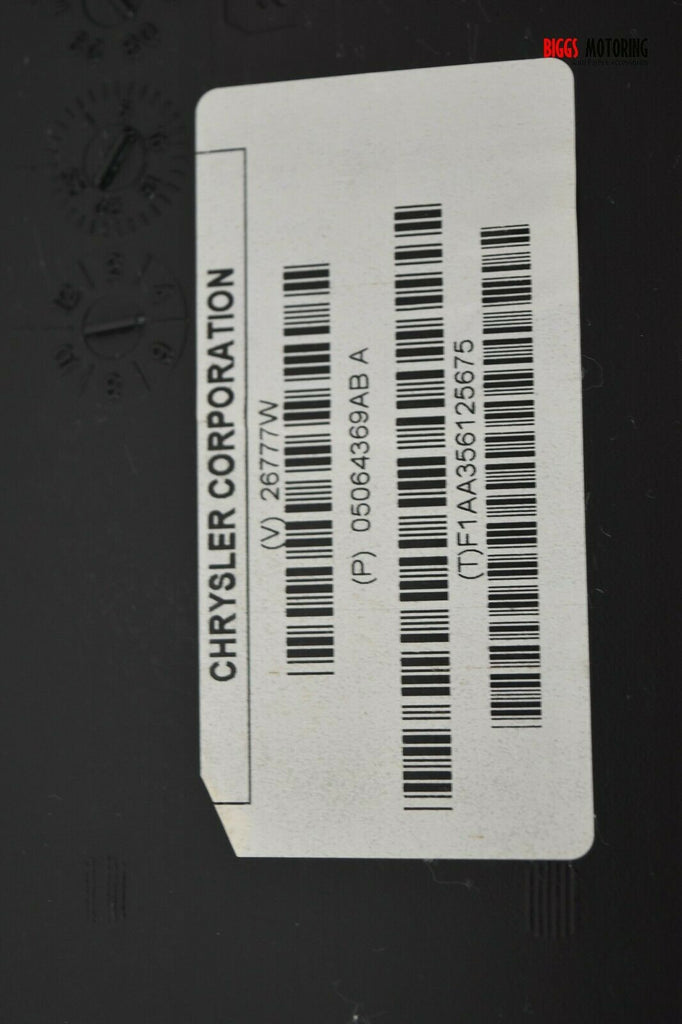 BIGGS MOTORING
CHRYSLER CORPORATION
(V) 26777W
(P) 05064369AB A
(T)F1AA356125675